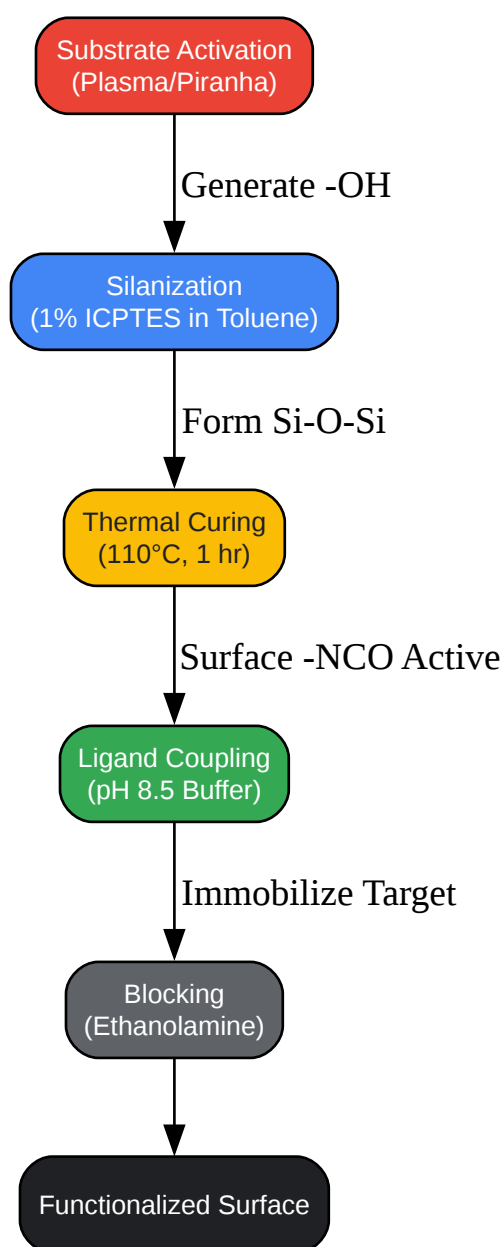 Substrate Activation
(Plasma/Piranha)
Generate -OH
Silanization
(1% ICPTES in Toluene)
Form Si-O-Si
Thermal Curing
(110°C, 1 hr)
Surface -NCO Active
Ligand Coupling
(pH 8.5 Buffer)
Immobilize Target
Blocking
(Ethanolamine)
Functionalized Surface